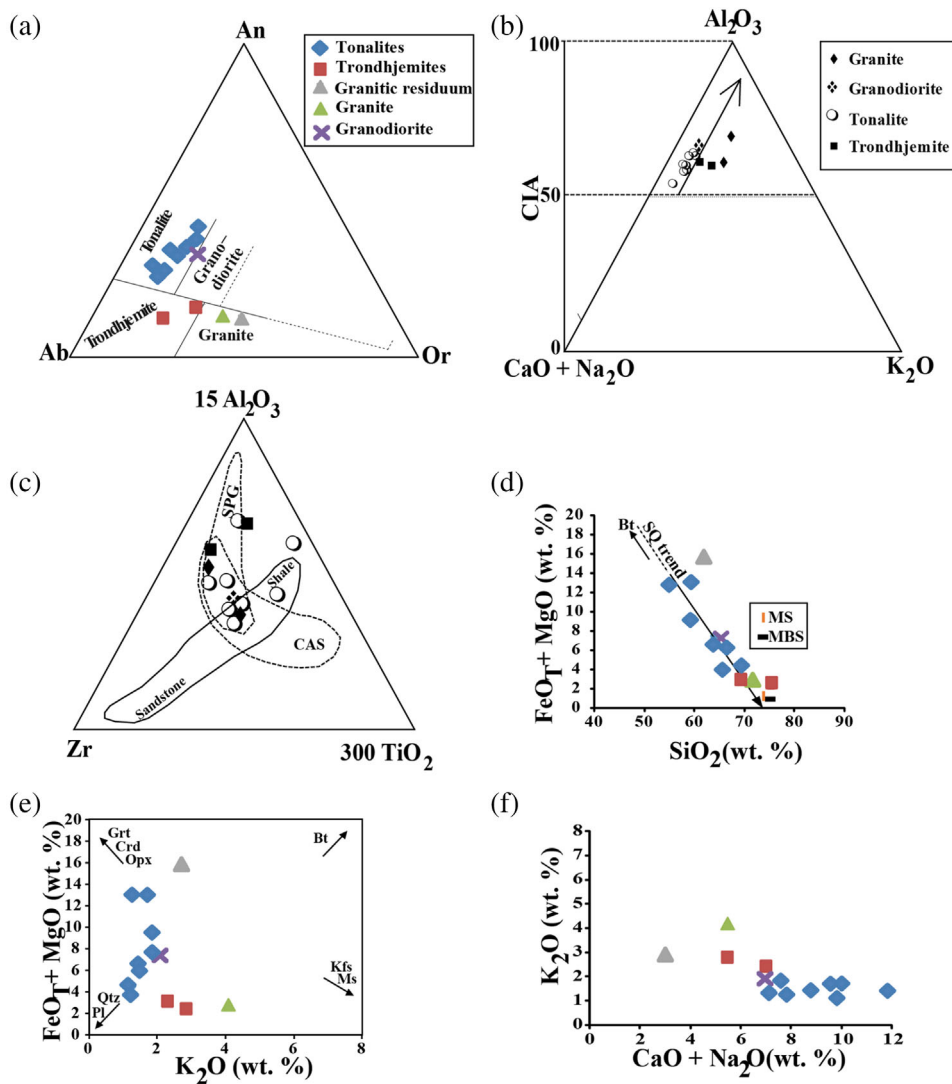 (a)
An
Tonalites
Trondhjemites
Granitic residuum
Granite
Granodiorite
Tonalite
Grano-
diorite
Trondhjemite
Granite
Ab
Or
(b)
Al2O3
100
Granite
Granodiorite
Tonalite
Trondhjemite
CIA
50
0
CaO + Na2O
K2O
(c)
15 Al2O3
SPG
Shale
CAS
Sandstone
Zr
300 TiO2
(d)
FeOT+ MgO (wt. %)
20
18
16
14
12
10
8
6
4
2
0
Bt
SQ trend
MS
MBS
40 50 60 70 80 90
SiO2(wt. %)
(e)
FeOT+ MgO (wt. %)
20
18
16
14
12
10
8
6
4
2
0
Grt
Crd
Opx
Bt
Kfs
Ms
Qtz
Pl
0 2 4 6 8
K2O (wt. %)
(f)
K2O (wt. %)
8
7
6
5
4
3
2
1
0
0 2 4 6 8 10 12
CaO + Na2O(wt. %)